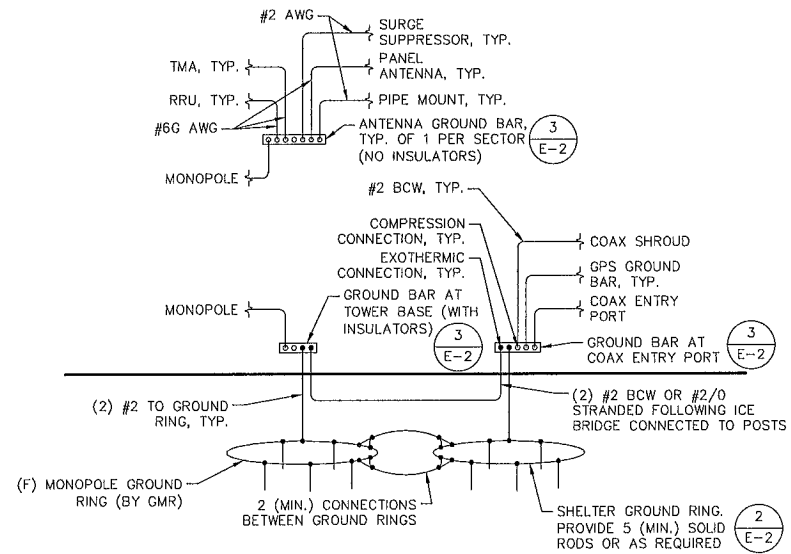 #2 AWG
SURGE
SUPPRESSOR, TYP.
TMA, TYP.
PANEL
ANTENNA, TYP.
RRU, TYP.
PIPE MOUNT, TYP.
#6G AWG
ANTENNA GROUND BAR,
TYP. OF 1 PER SECTOR
(NO INSULATORS)
3
E-2
MONOPOLE
#2 BCW, TYP.
COMPRESSION
CONNECTION, TYP.
COAX SHROUD
EXOTHERMIC
CONNECTION, TYP.
GPS GROUND
BAR, TYP.
MONOPOLE
GROUND BAR AT
TOWER BASE (WITH
INSULATORS)
3
E-2
COAX ENTRY
PORT
GROUND BAR AT
COAX ENTRY PORT
3
E-2
(2) #2 TO GROUND
RING, TYP.
(2) #2 BCW OR #2/0
STRANDED FOLLOWING ICE
BRIDGE CONNECTED TO POSTS
(F) MONOPOLE GROUND
RING (BY GMR)
2 (MIN.) CONNECTIONS
BETWEEN GROUND RINGS
SHELTER GROUND RING.
PROVIDE 5 (MIN.) SOLID
RODS OR AS REQUIRED
2
E-2